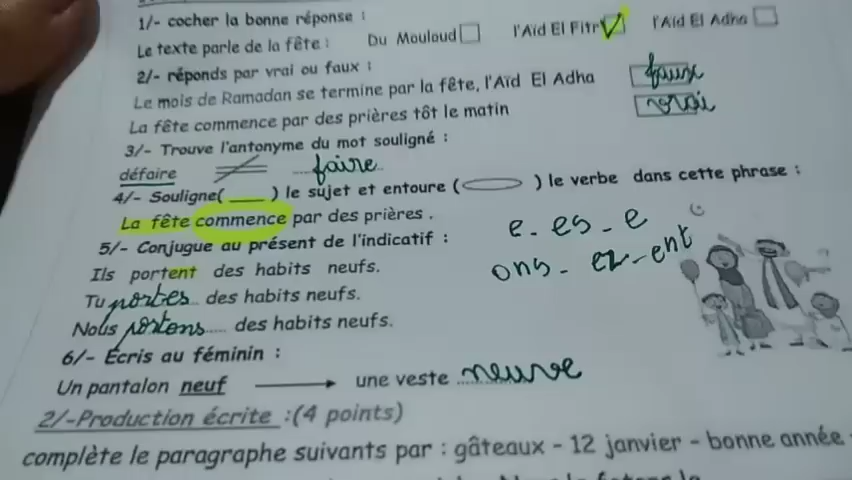 1/- cocher la bonne réponse :
Le texte parle de la fête : Du Mouloud l'Aïd El Fitr l'Aïd El Adha
2/- réponds par vrai ou faux :
Le mois de Ramadan se termine par la fête, l'Aïd El Adha faux
La fête commence par des prières tôt le matin vrai
3/- Trouve l'antonyme du mot souligné :
défaire faire
4/- Souligne(____) le sujet et entoure ( ) le verbe dans cette phrase :
La fête commence par des prières.
e - es - e
5/- Conjugue au présent de l'indicatif :
ons - ez - ent
Ils portent des habits neufs.
Tu portes des habits neufs.
Nous portons..... des habits neufs.
6/- Écris au féminin :
Un pantalon neuf une veste neuve
2/-Production écrite :(4 points)
complète le paragraphe suivants par : gâteaux - 12 janvier - bonne année